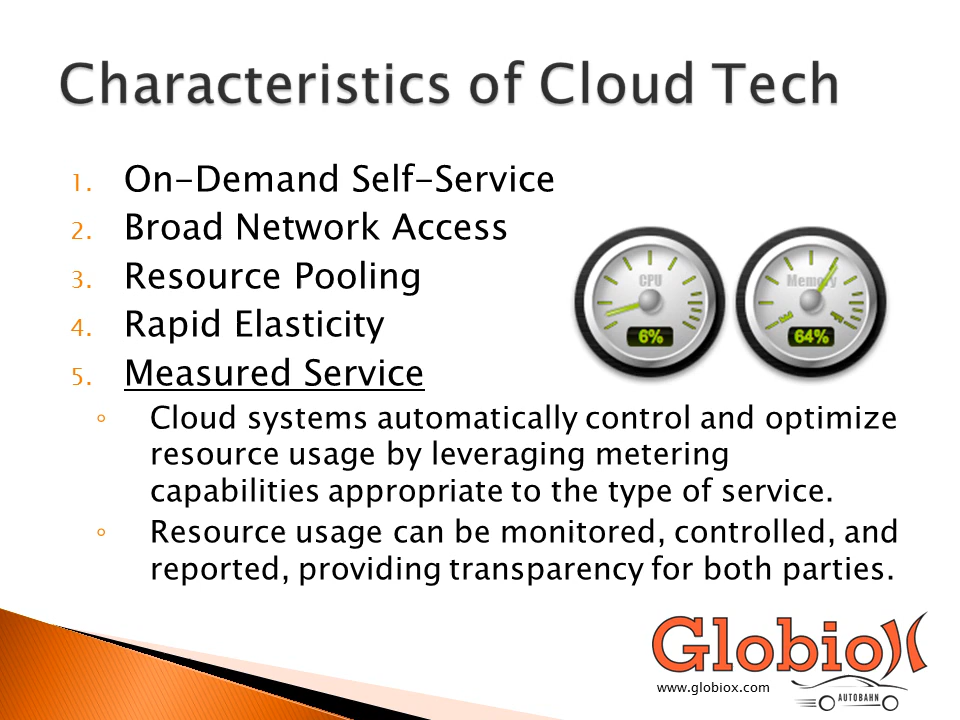 Characteristics of Cloud Tech
1. On-Demand Self-Service
2. Broad Network Access
3. Resource Pooling
4. Rapid Elasticity
5. Measured Service
CPU
6%
Memory
64%
◦ Cloud systems automatically control and optimize
resource usage by leveraging metering
capabilities appropriate to the type of service.
◦ Resource usage can be monitored, controlled, and
reported, providing transparency for both parties.
Globiox
www.globiox.com
AUTOBAHN